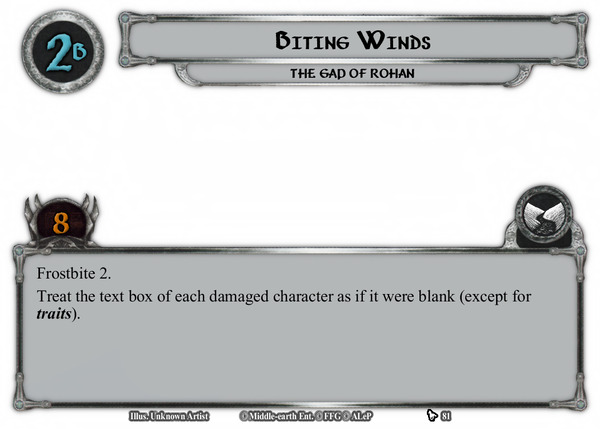 2B
BITING WINDS
THE GAP OF ROHAN
8
Frostbite 2.
Treat the text box of each damaged character as if it were blank (except for
traits).
Illus. Unknown Artist ©Middle-earth Ent. ©FFG ©ALeP 81